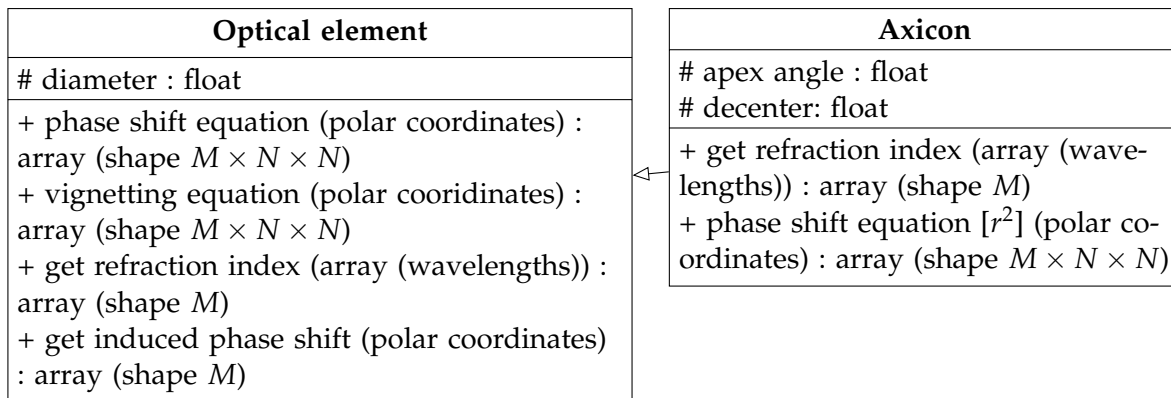 Optical element
# diameter : float
+ phase shift equation (polar coordinates) :
array (shape M × N × N)
+ vignetting equation (polar cooridinates) :
array (shape M × N × N)
+ get refraction index (array (wavelengths)) :
array (shape M)
+ get induced phase shift (polar coordinates)
: array (shape M)
Axicon
# apex angle : float
# decenter: float
+ get refraction index (array (wave-
lengths)) : array (shape M)
+ phase shift equation [r²] (polar co-
ordinates) : array (shape M × N × N)